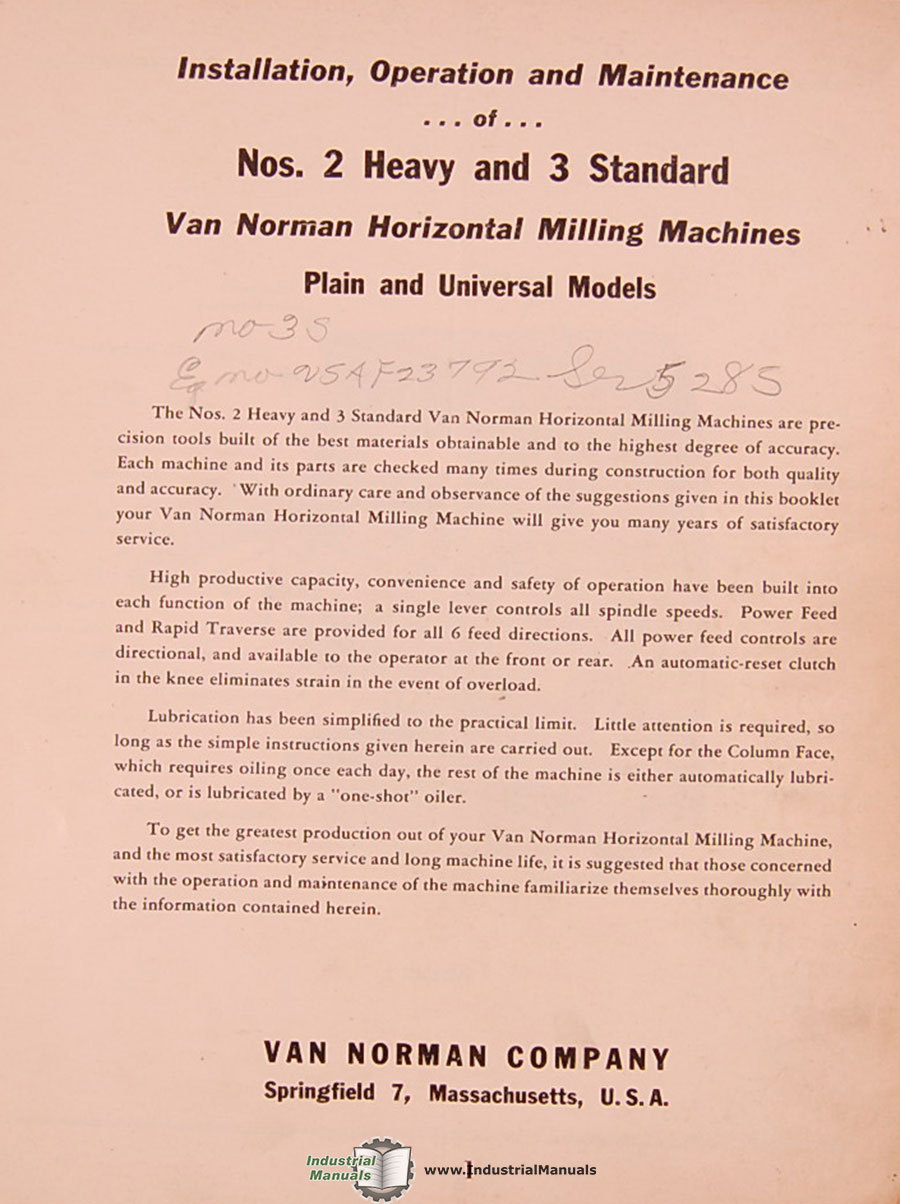 Installation, Operation and Maintenance
... of ...
Nos. 2 Heavy and 3 Standard
Van Norman Horizontal Milling Machines
Plain and Universal Models
mo-3S
Eq mo-VSAF23792 Ser 5285
The Nos. 2 Heavy and 3 Standard Van Norman Horizontal Milling Machines are pre-
cision tools built of the best materials obtainable and to the highest degree of accuracy.
Each machine and its parts are checked many times during construction for both quality
and accuracy. With ordinary care and observance of the suggestions given in this booklet
your Van Norman Horizontal Milling Machine will give you many years of satisfactory
service.
High productive capacity, convenience and safety of operation have been built into
each function of the machine; a single lever controls all spindle speeds. Power Feed
and Rapid Traverse are provided for all 6 feed directions. All power feed controls are
directional, and available to the operator at the front or rear. An automatic-reset clutch
in the knee eliminates strain in the event of overload.
Lubrication has been simplified to the practical limit. Little attention is required, so
long as the simple instructions given herein are carried out. Except for the Column Face,
which requires oiling once each day, the rest of the machine is either automatically lubri-
cated, or is lubricated by a "one-shot" oiler.
To get the greatest production out of your Van Norman Horizontal Milling Machine,
and the most satisfactory service and long machine life, it is suggested that those concerned
with the operation and maintenance of the machine familiarize themselves thoroughly with
the information contained herein.
VAN NORMAN COMPANY
Springfield 7, Massachusetts, U. S. A.
Industrial
Manuals
www.IndustrialManuals